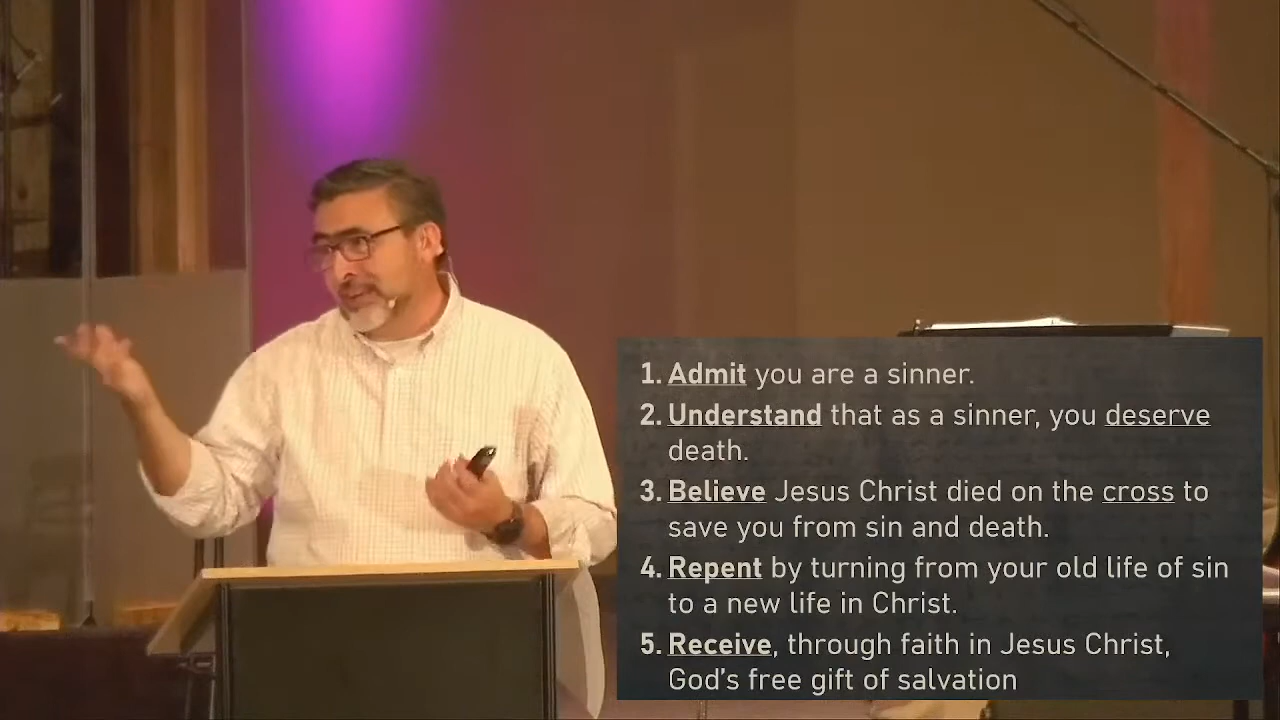 1. Admit you are a sinner.
2. Understand that as a sinner, you deserve
death.
3. Believe Jesus Christ died on the cross to
save you from sin and death.
4. Repent by turning from your old life of sin
to a new life in Christ.
5. Receive, through faith in Jesus Christ,
God's free gift of salvation